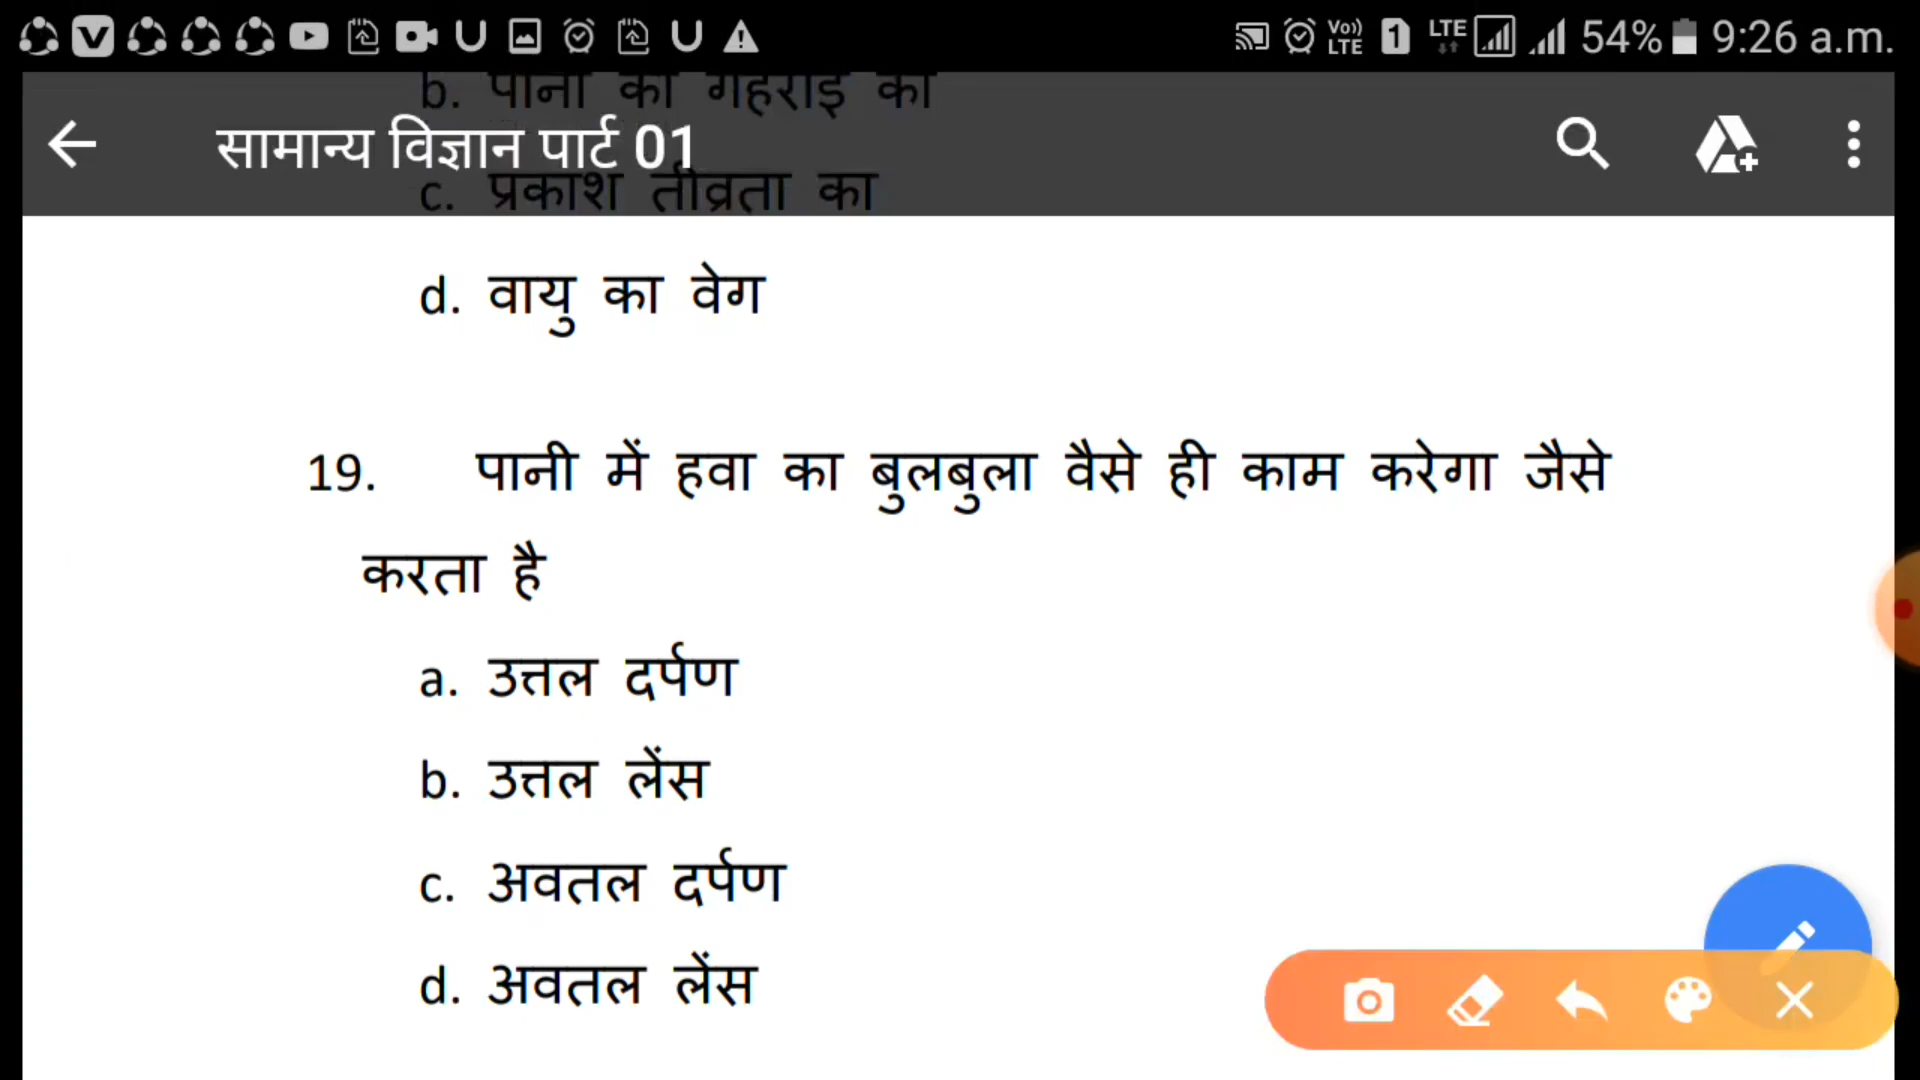 54% 9:26 a.m.
b. पानी की गहराई का
सामान्य विज्ञान पार्ट 01
c. प्रकाश तीव्रता का
d. वायु का वेग
19. पानी में हवा का बुलबुला वैसे ही काम करेगा जैसे
करता है
a. उत्तल दर्पण
b. उत्तल लेंस
c. अवतल दर्पण
d. अवतल लेंस